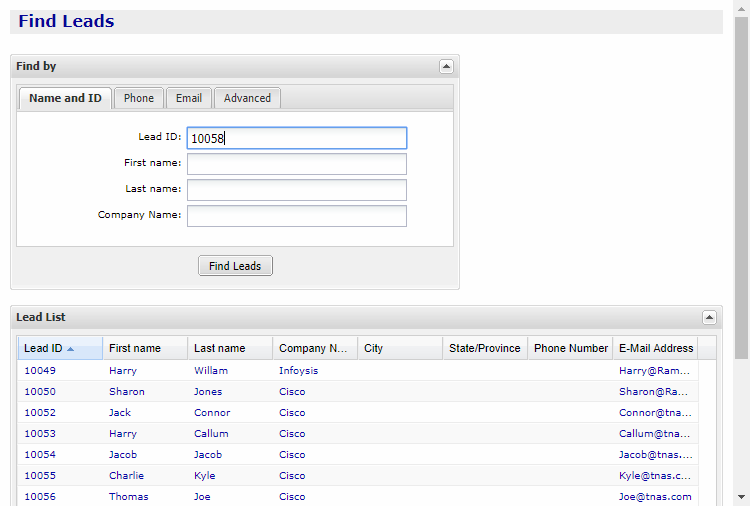 Find Leads
Find by
Name and ID Phone Email Advanced
Lead ID: 10058
First name:
Last name:
Company Name:
Find Leads
Lead List
Lead ID First name Last name Company N... City State/Province Phone Number E-Mail Address
10049 Harry Willam Infoysis Harry@Ram...
10050 Sharon Jones Cisco Sharon@Ra...
10052 Jack Connor Cisco Connor@tna...
10053 Harry Callum Cisco Callum@tna...
10054 Jacob Jacob Cisco Jacob@tnas....
10055 Charlie Kyle Cisco Kyle@tnas.c...
10056 Thomas Joe Cisco Joe@tnas.com